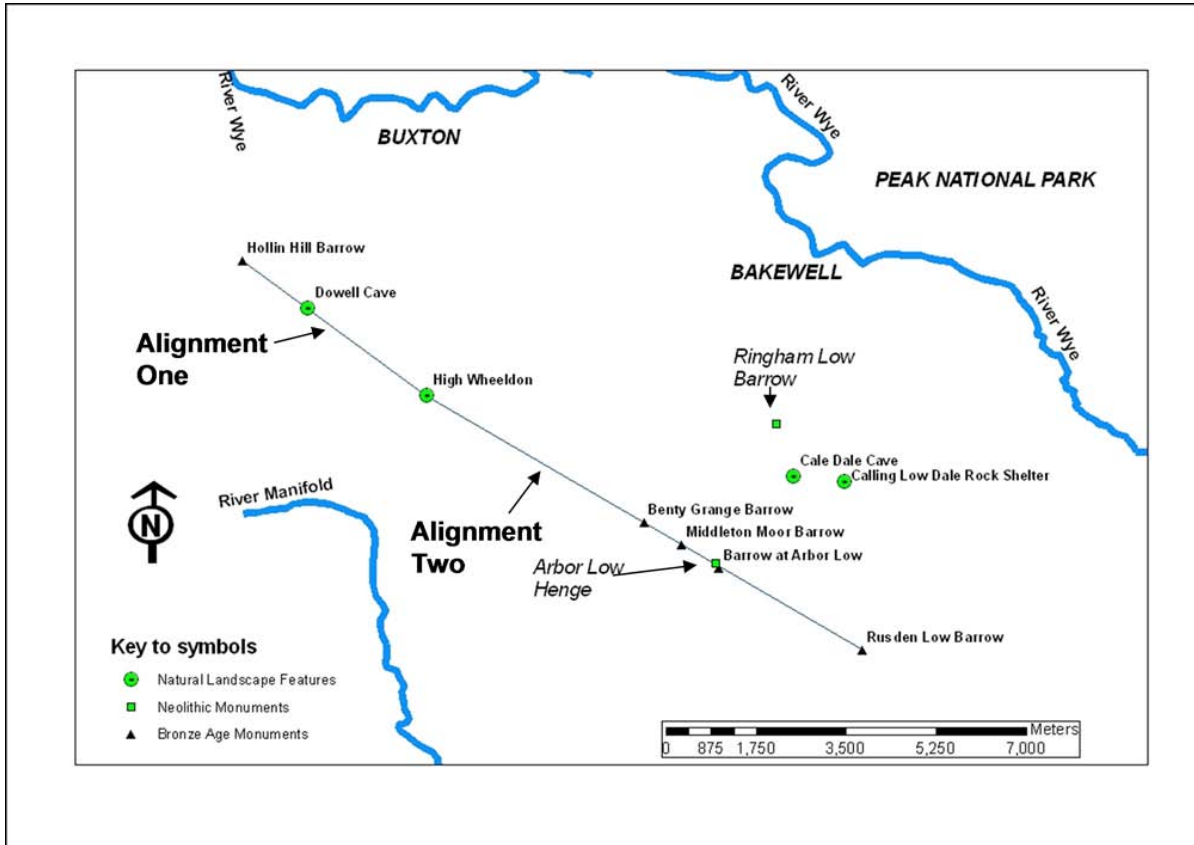 River Wye
BUXTON
River Wye
PEAK NATIONAL PARK
Hollin Hill Barrow
BAKEWELL
Dowell Cave
River Wye
Alignment
One
Ringham Low
Barrow
High Wheeldon
Cale Dale Cave
Calling Low Dale Rock Shelter
River Manifold
N
Benty Grange Barrow
Alignment
Two
Middleton Moor Barrow
Barrow at Arbor Low
Arbor Low
Henge
Rusden Low Barrow
Key to symbols
Natural Landscape Features
Neolithic Monuments
Bronze Age Monuments
Meters
0 875 1,750 3,500 5,250 7,000